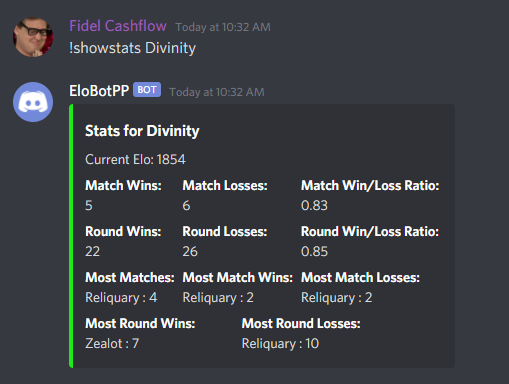 Fidel Cashflow Today at 10:32 AM
!showstats Divinity
EloBotPP BOT Today at 10:32 AM
Stats for Divinity
Current Elo: 1854
Match Wins: Match Losses: Match Win/Loss Ratio:
5 6 0.83
Round Wins: Round Losses: Round Win/Loss Ratio:
22 26 0.85
Most Matches: Most Match Wins: Most Match Losses:
Reliquary : 4 Reliquary : 2 Reliquary : 2
Most Round Wins: Most Round Losses:
Zealot : 7 Reliquary : 10